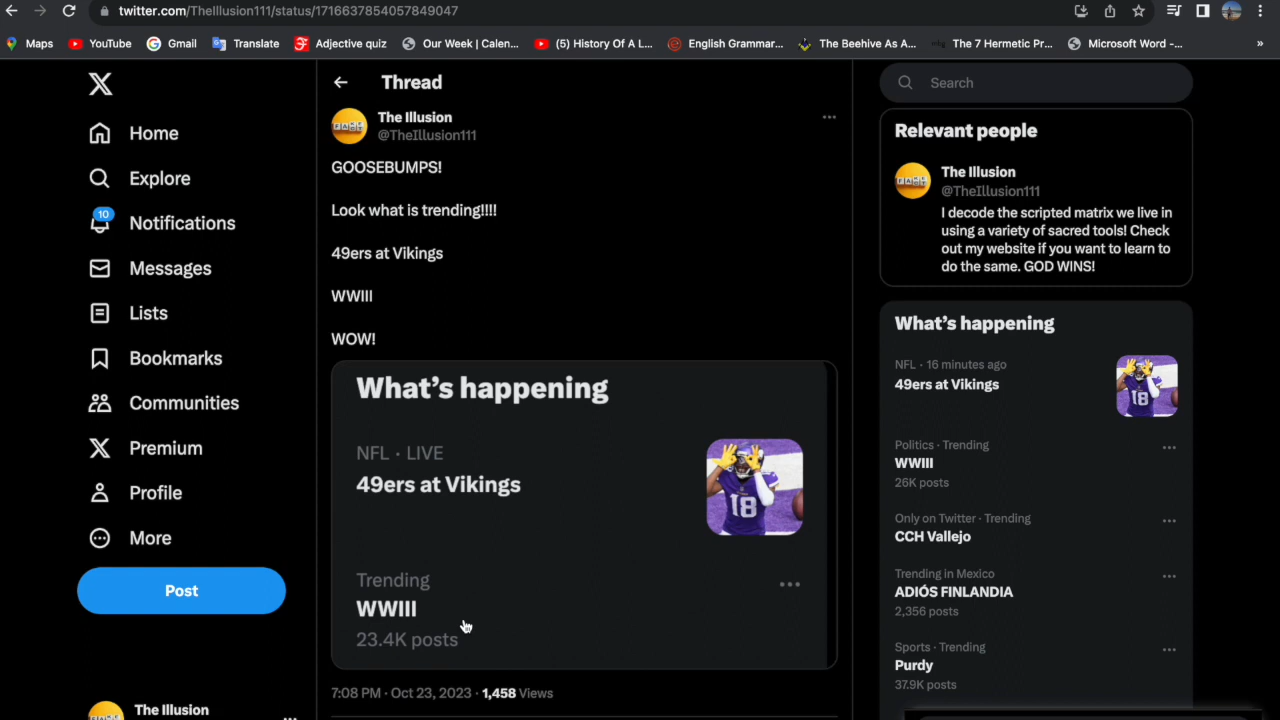 twitter.com/TheIllusion111/status/1716637854057849047
Maps
YouTube
Gmail
Translate
Adjective quiz
Our Week | Calen...
(5) History Of A L...
English Grammar...
The Beehive As A...
The 7 Hermetic Pr...
Microsoft Word -...
»
Home
Explore
10
Notifications
Messages
Lists
Bookmarks
Communities
Premium
Profile
More
Post
The Illusion
Thread
The Illusion
@TheIllusion111
GOOSEBUMPS!
Look what is trending!!!!
49ers at Vikings
WWIII
WOW!
What's happening
NFL · LIVE
49ers at Vikings
18
Trending
WWIII
23.4K posts
7:08 PM · Oct 23, 2023 · 1,458 Views
Search
Relevant people
The Illusion
@TheIllusion111
I decode the scripted matrix we live in
using a variety of sacred tools! Check
out my website if you want to learn to
do the same. GOD WINS!
What's happening
NFL · 16 minutes ago
49ers at Vikings
18
Politics · Trending
WWIII
26K posts
Only on Twitter · Trending
CCH Vallejo
Trending in Mexico
ADIÓS FINLANDIA
2,356 posts
Sports · Trending
Purdy
37.9K posts